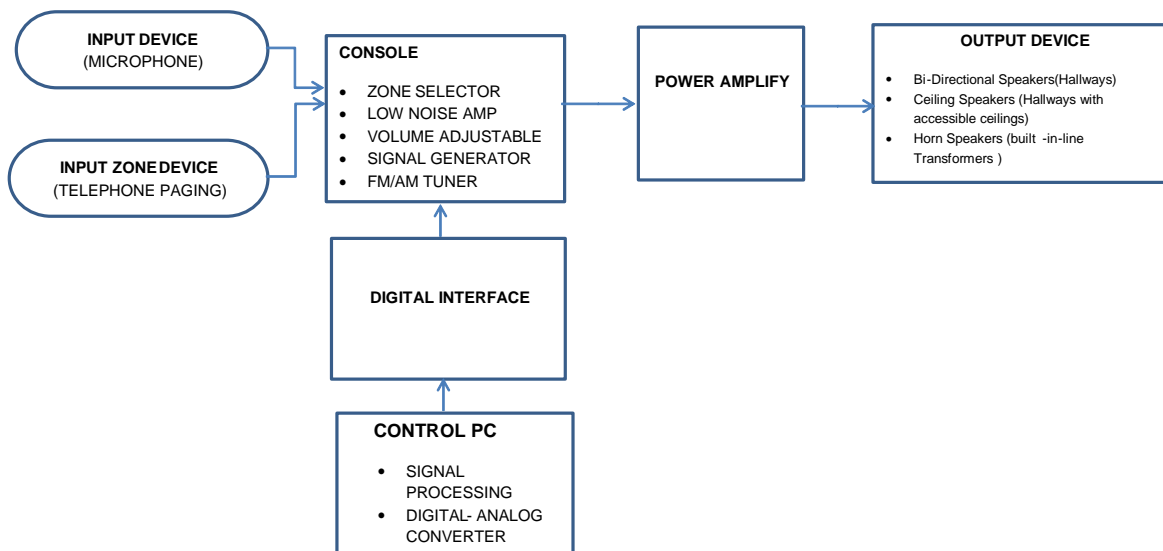 INPUT DEVICE
(MICROPHONE)
INPUT ZONE DEVICE
(TELEPHONE PAGING)
CONSOLE
• ZONE SELECTOR
• LOW NOISE AMP
• VOLUME ADJUSTABLE
• SIGNAL GENERATOR
• FM/AM TUNER
POWER AMPLIFY
OUTPUT DEVICE
• Bi-Directional Speakers(Hallways)
• Ceiling Speakers (Hallways with
accessible ceilings)
• Horn Speakers (built -in-line
Transformers )
DIGITAL INTERFACE
CONTROL PC
• SIGNAL
PROCESSING
• DIGITAL- ANALOG
CONVERTER